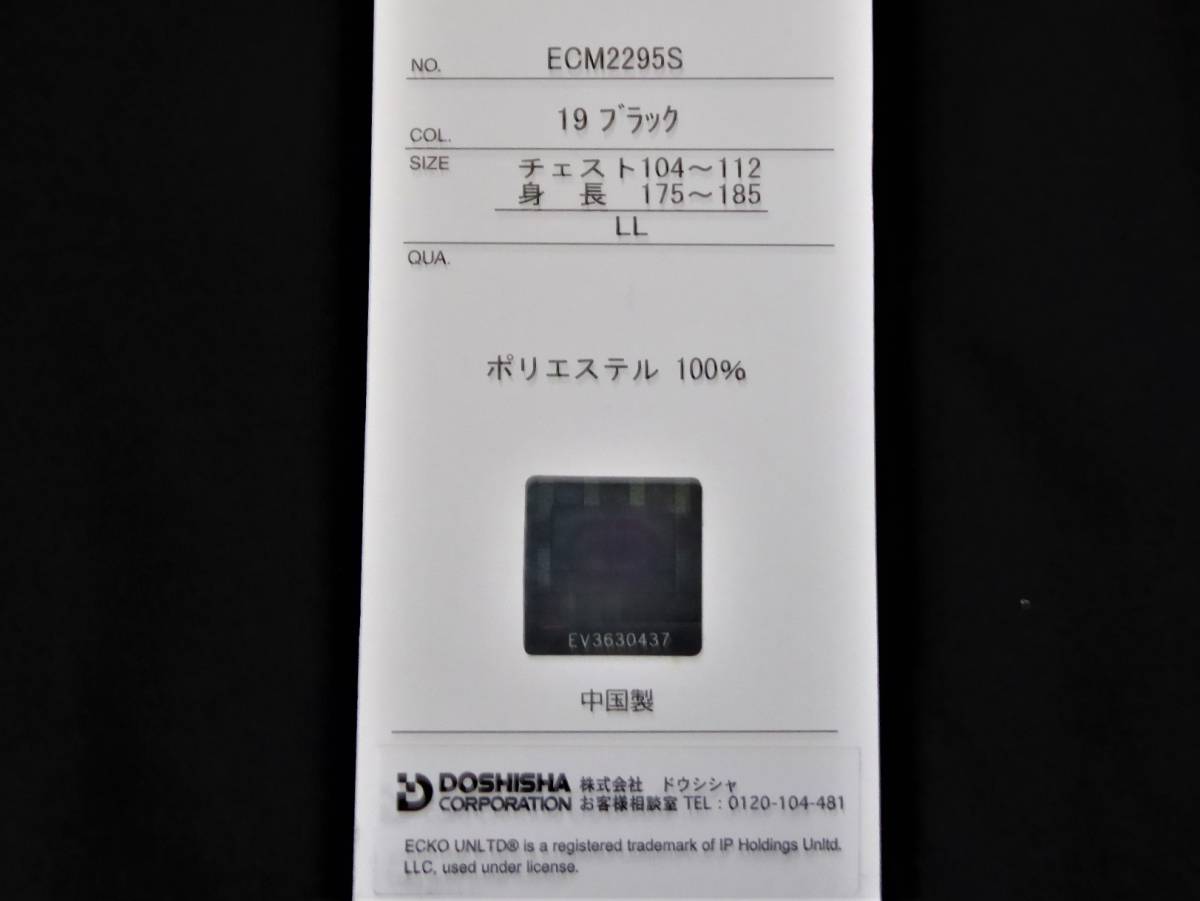 NO. ECM2295S
COL. 19 ブラック
SIZE チェスト104～112
身 長 175～185
LL
QUA.
ポリエステル 100%
EV3630437
中国製
DOSHISHA 株式会社 ドウシシャ
CORPORATION お客様相談室 TEL：0120-104-481
ECKO UNLTD® is a registered trademark of IP Holdings Unltd.
LLC, used under license.